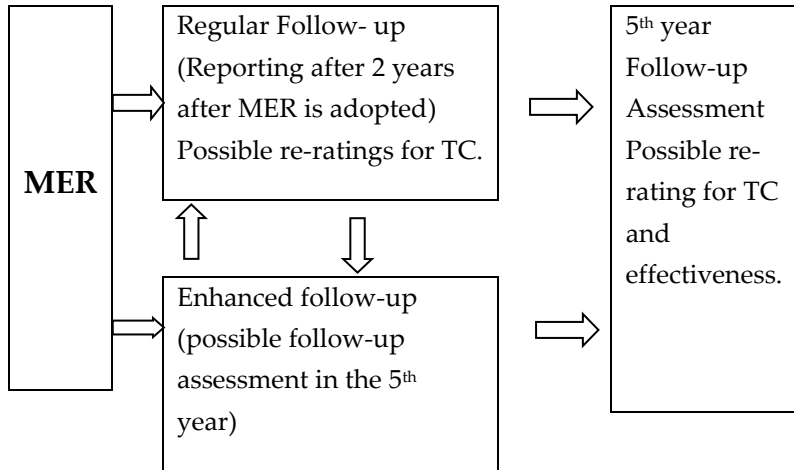 MER
Regular Follow- up
(Reporting after 2 years
after MER is adopted)
Possible re-ratings for TC.
Enhanced follow-up
(possible follow-up
assessment in the 5th
year)
5th year
Follow-up
Assessment
Possible re-
rating for TC
and
effectiveness.